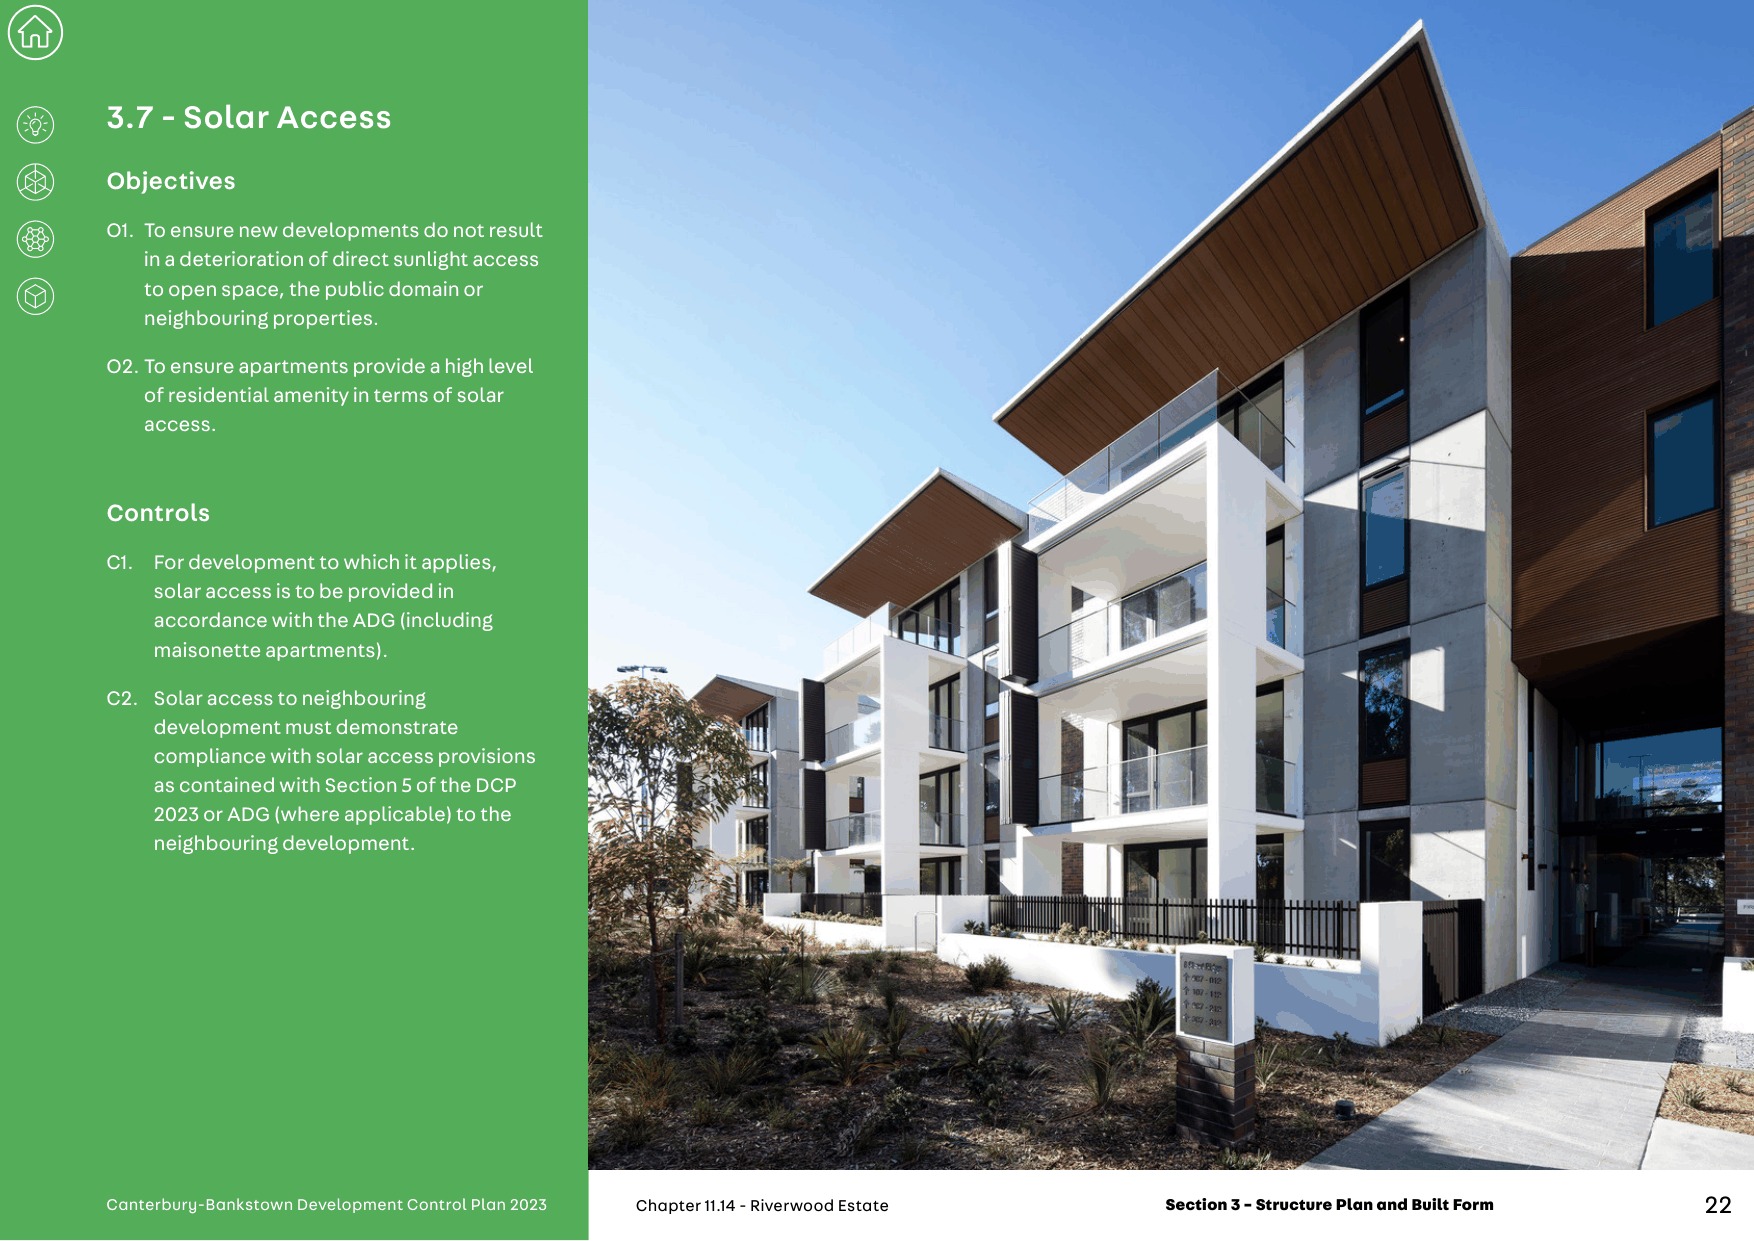 3.7 - Solar Access
Objectives
O1. To ensure new developments do not result
in a deterioration of direct sunlight access
to open space, the public domain or
neighbouring properties.
O2. To ensure apartments provide a high level
of residential amenity in terms of solar
access.
Controls
C1. For development to which it applies,
solar access is to be provided in
accordance with the ADG (including
maisonette apartments).
C2. Solar access to neighbouring
development must demonstrate
compliance with solar access provisions
as contained with Section 5 of the DCP
2023 or ADG (where applicable) to the
neighbouring development.
Canterbury-Bankstown Development Control Plan 2023
Chapter 11.14 - Riverwood Estate
Section 3 – Structure Plan and Built Form
22